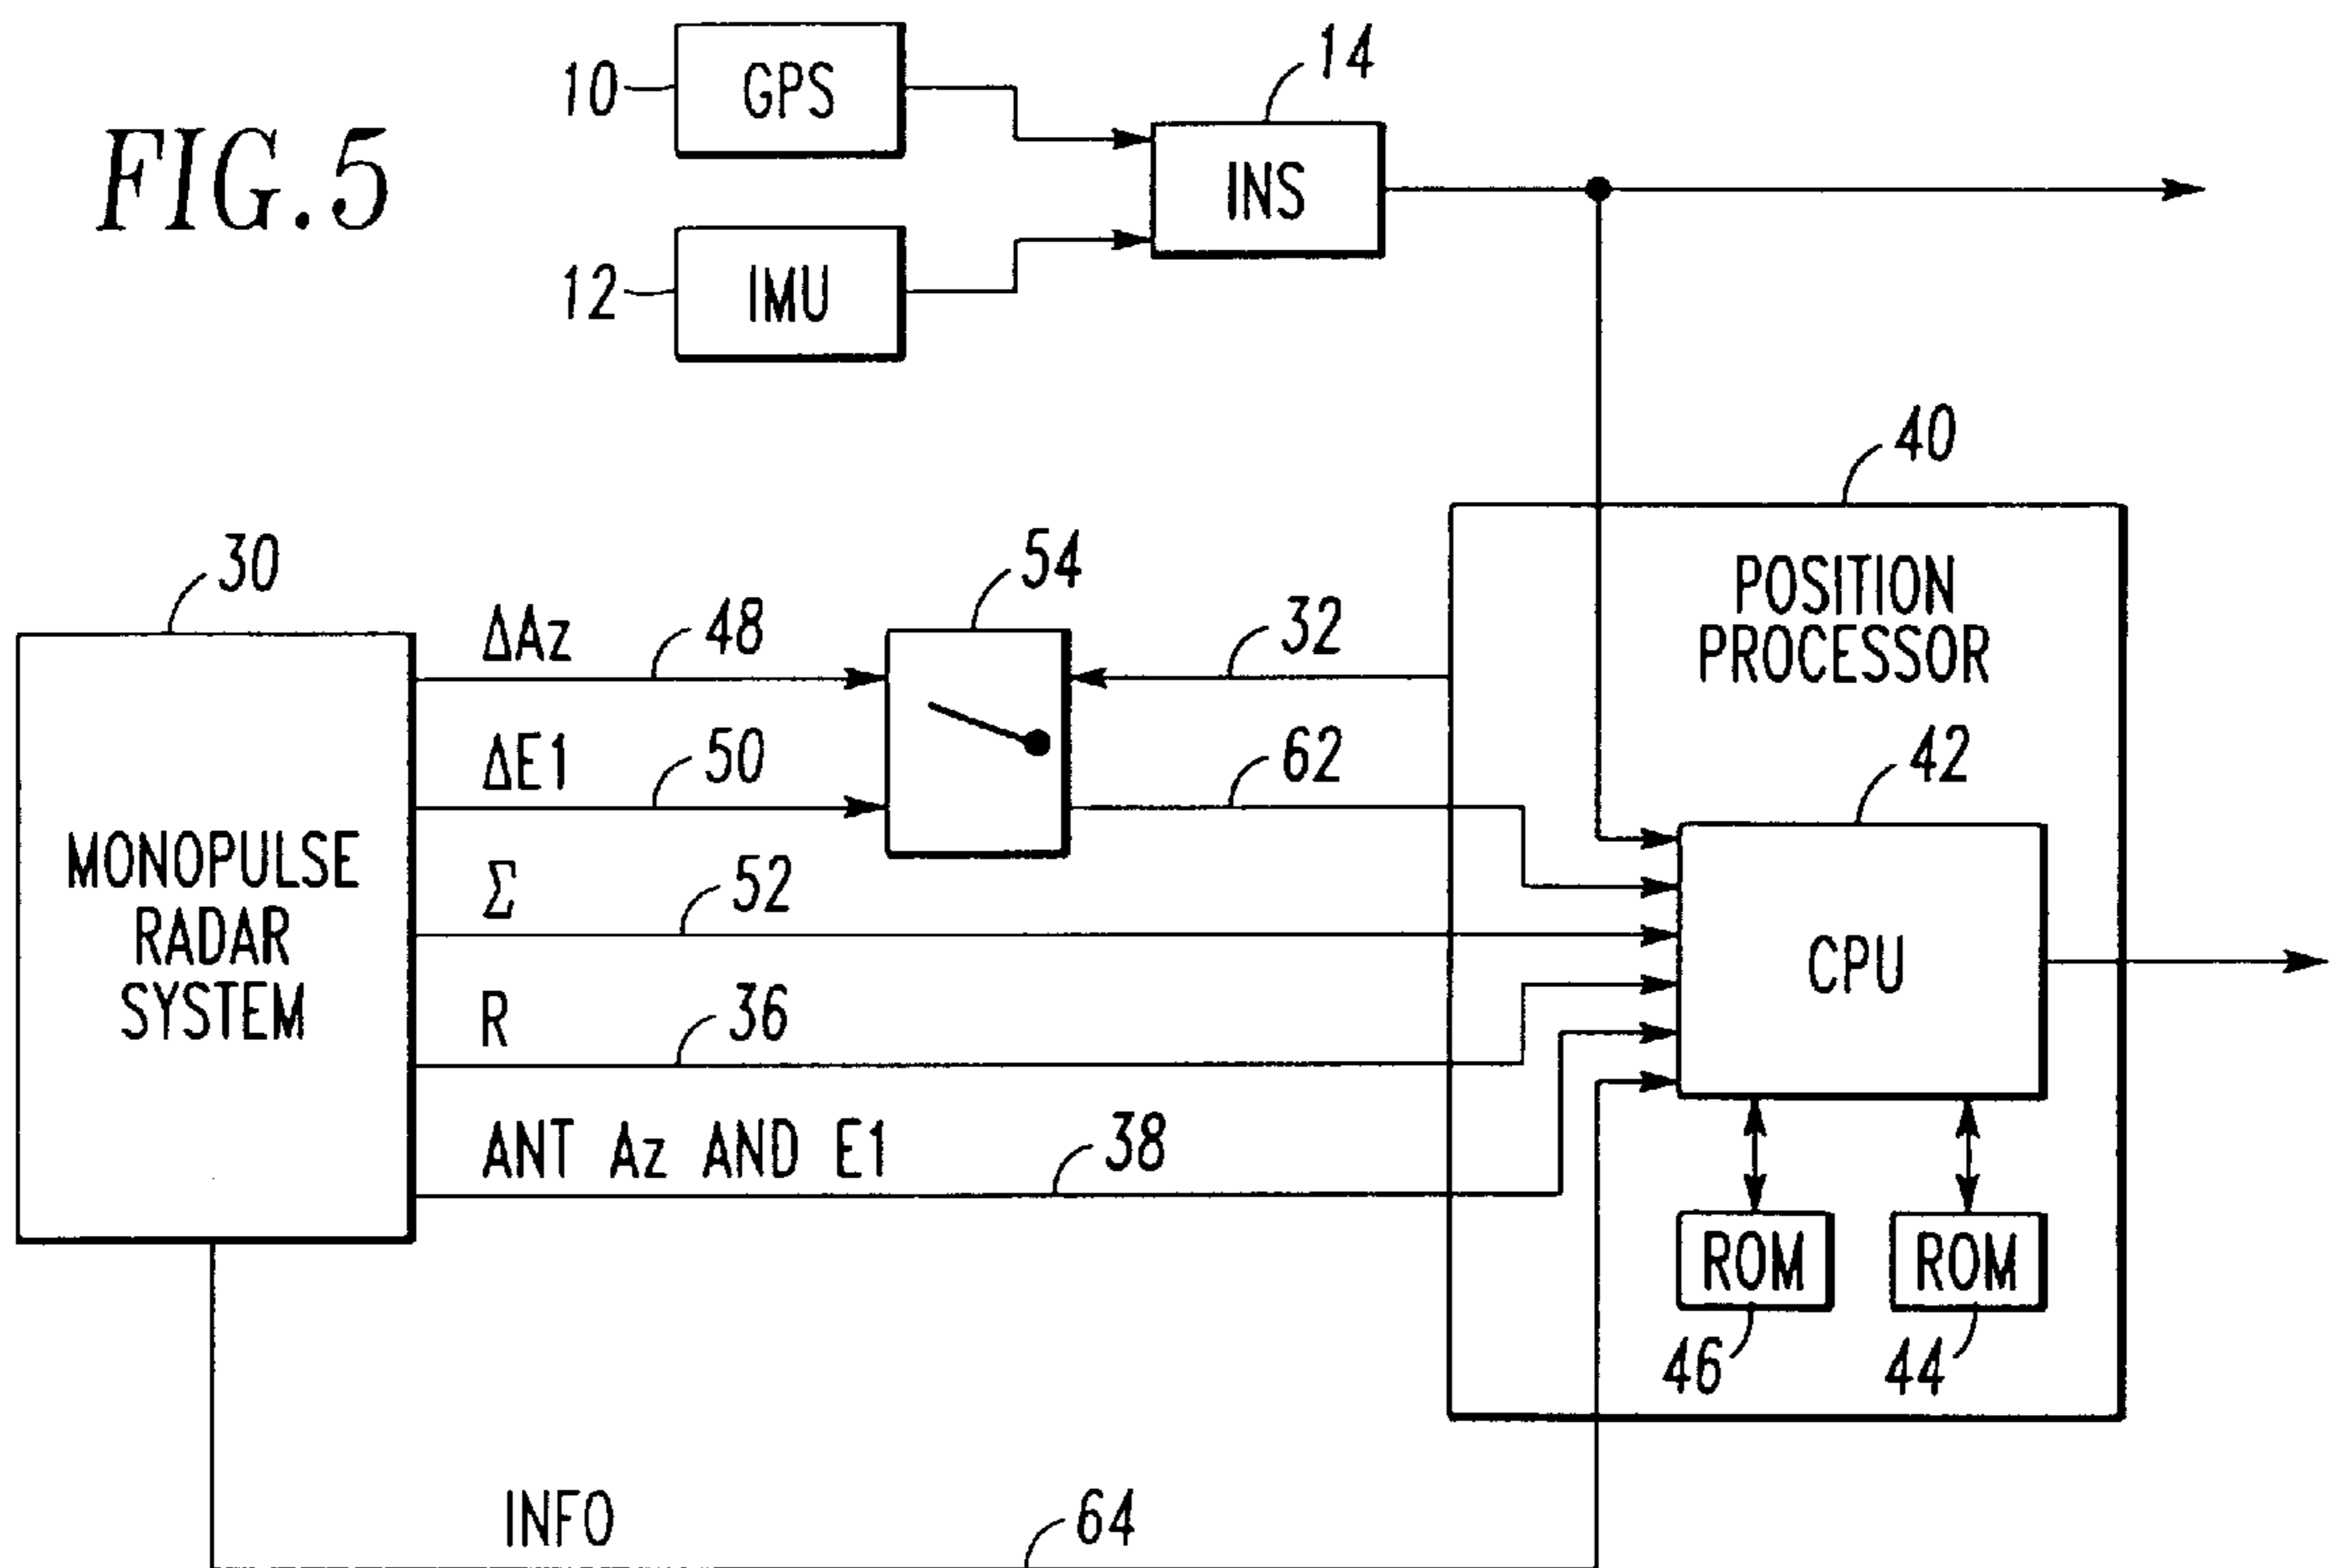 FIG. 5
10
GPS
14
INS
12
IMU
40
POSITION
PROCESSOR
30
MONOPULSE
RADAR
SYSTEM
ΔAz
48
54
32
ΔE1
50
62
42
CPU
Σ
52
R
36
ANT Az AND E1
38
ROM
ROM
46
44
INFO
64